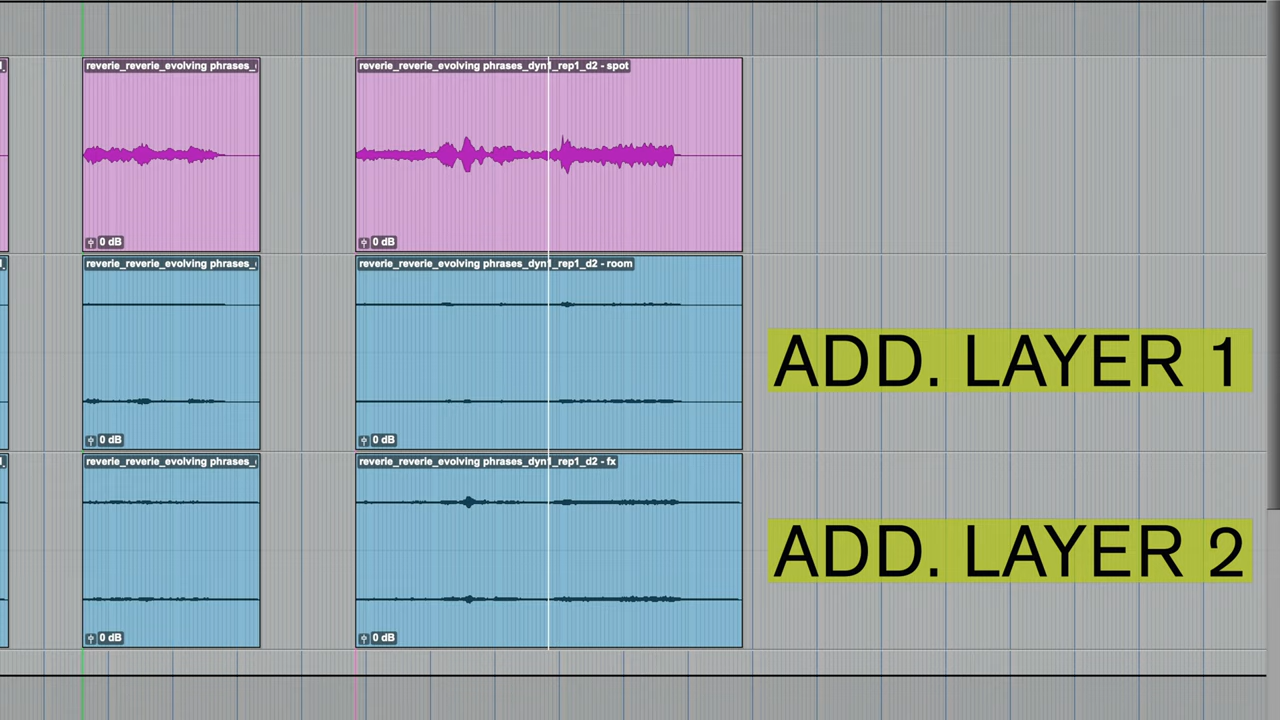 reverie_reverie_evolving phrases_
reverie_reverie_evolving phrases_dyn1_rep1_d2 - spot
0 dB
0 dB
reverie_reverie_evolving phrases_
reverie_reverie_evolving phrases_dyn1_rep1_d2 - room
ADD. LAYER 1
0 dB
0 dB
reverie_reverie_evolving phrases_
reverie_reverie_evolving phrases_dyn1_rep1_d2 - fx
ADD. LAYER 2
0 dB
0 dB